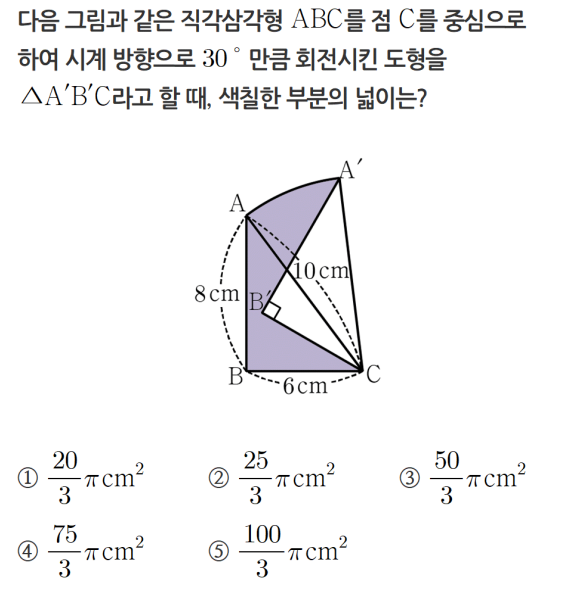 다음 그림과 같은 직각삼각형 ABC를 점 C를 중심으로
하여 시계 방향으로 30° 만큼 회전시킨 도형을
△A′B′C라고 할 때, 색칠한 부분의 넓이는?
A′
A
10cm
8cm
B′
B
C
6cm
① 20/3 πcm² ② 25/3 πcm² ③ 50/3 πcm²
④ 75/3 πcm² ⑤ 100/3 πcm²